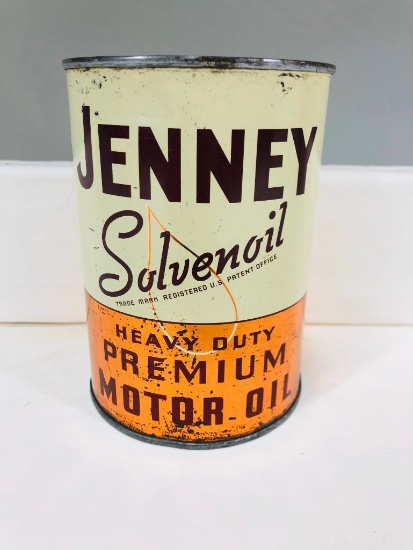 JENNEY
Solvenoil
TRADE MARK REGISTERED U.S. PATENT OFFICE
HEAVY DUTY
PREMIUM
MOTOR OIL